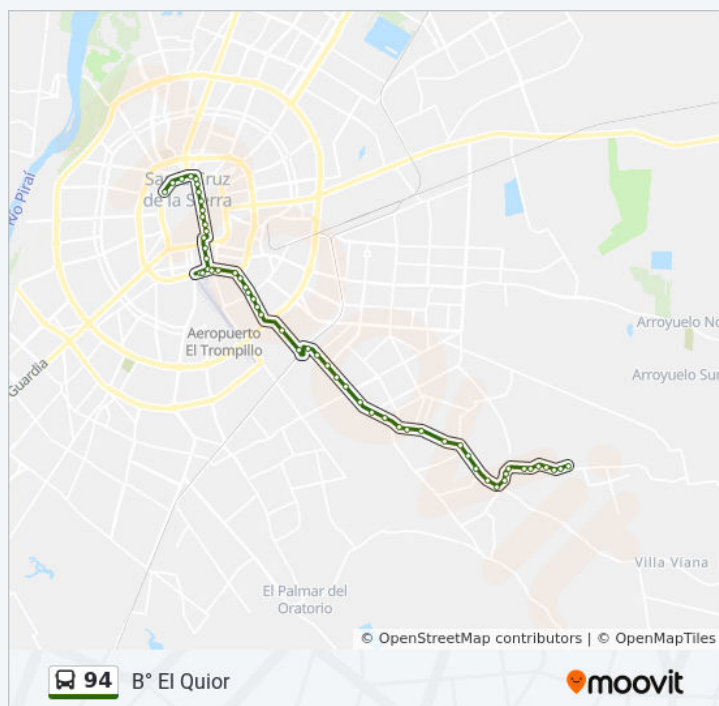 Río Piraí
Santa Cruz
de la Sierra
Aeropuerto
El Trompillo
Guardia
Arroyuelo No
Arroyuelo Sur
Villa Viana
El Palmar del
Oratorio
© OpenStreetMap contributors | © OpenMapTiles
94 B° El Quior
moovit